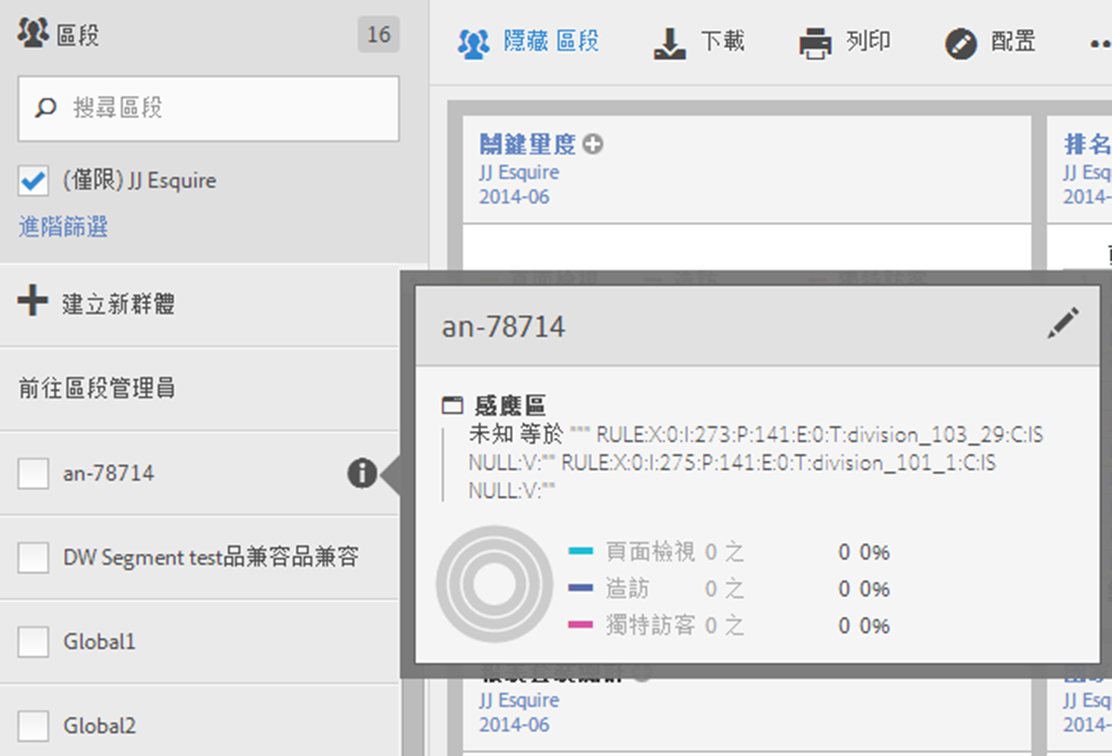 區段
16
搜尋區段
(僅限) JJ Esquire
進階篩選
建立新群體
前往區段管理員
an-78714
DW Segment test品兼容品兼容
Global1
Global2
隱藏 區段
下載
列印
配置
關鍵量度
JJ Esquire
2014-06
排名
JJ Esq
2014-
an-78714
感應區
未知 等於 """ RULE:X:0:I:273:P:141:E:0:T:division_103_29:C:IS
NULL:V:"" RULE:X:0:I:275:P:141:E:0:T:division_101_1:C:IS
NULL:V:""
頁面檢視 0 之 0 0%
造訪 0 之 0 0%
獨特訪客 0 之 0 0%
JJ Esquire
2014-06
JJ Esq
2014-